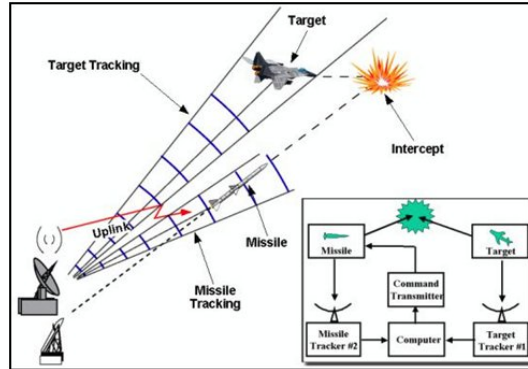 Target
Target Tracking
Intercept
Uplink
Missile
Missile
Tracking
Missile
Target
Command
Transmitter
Missile
Tracker #2
Computer
Target
Tracker #1